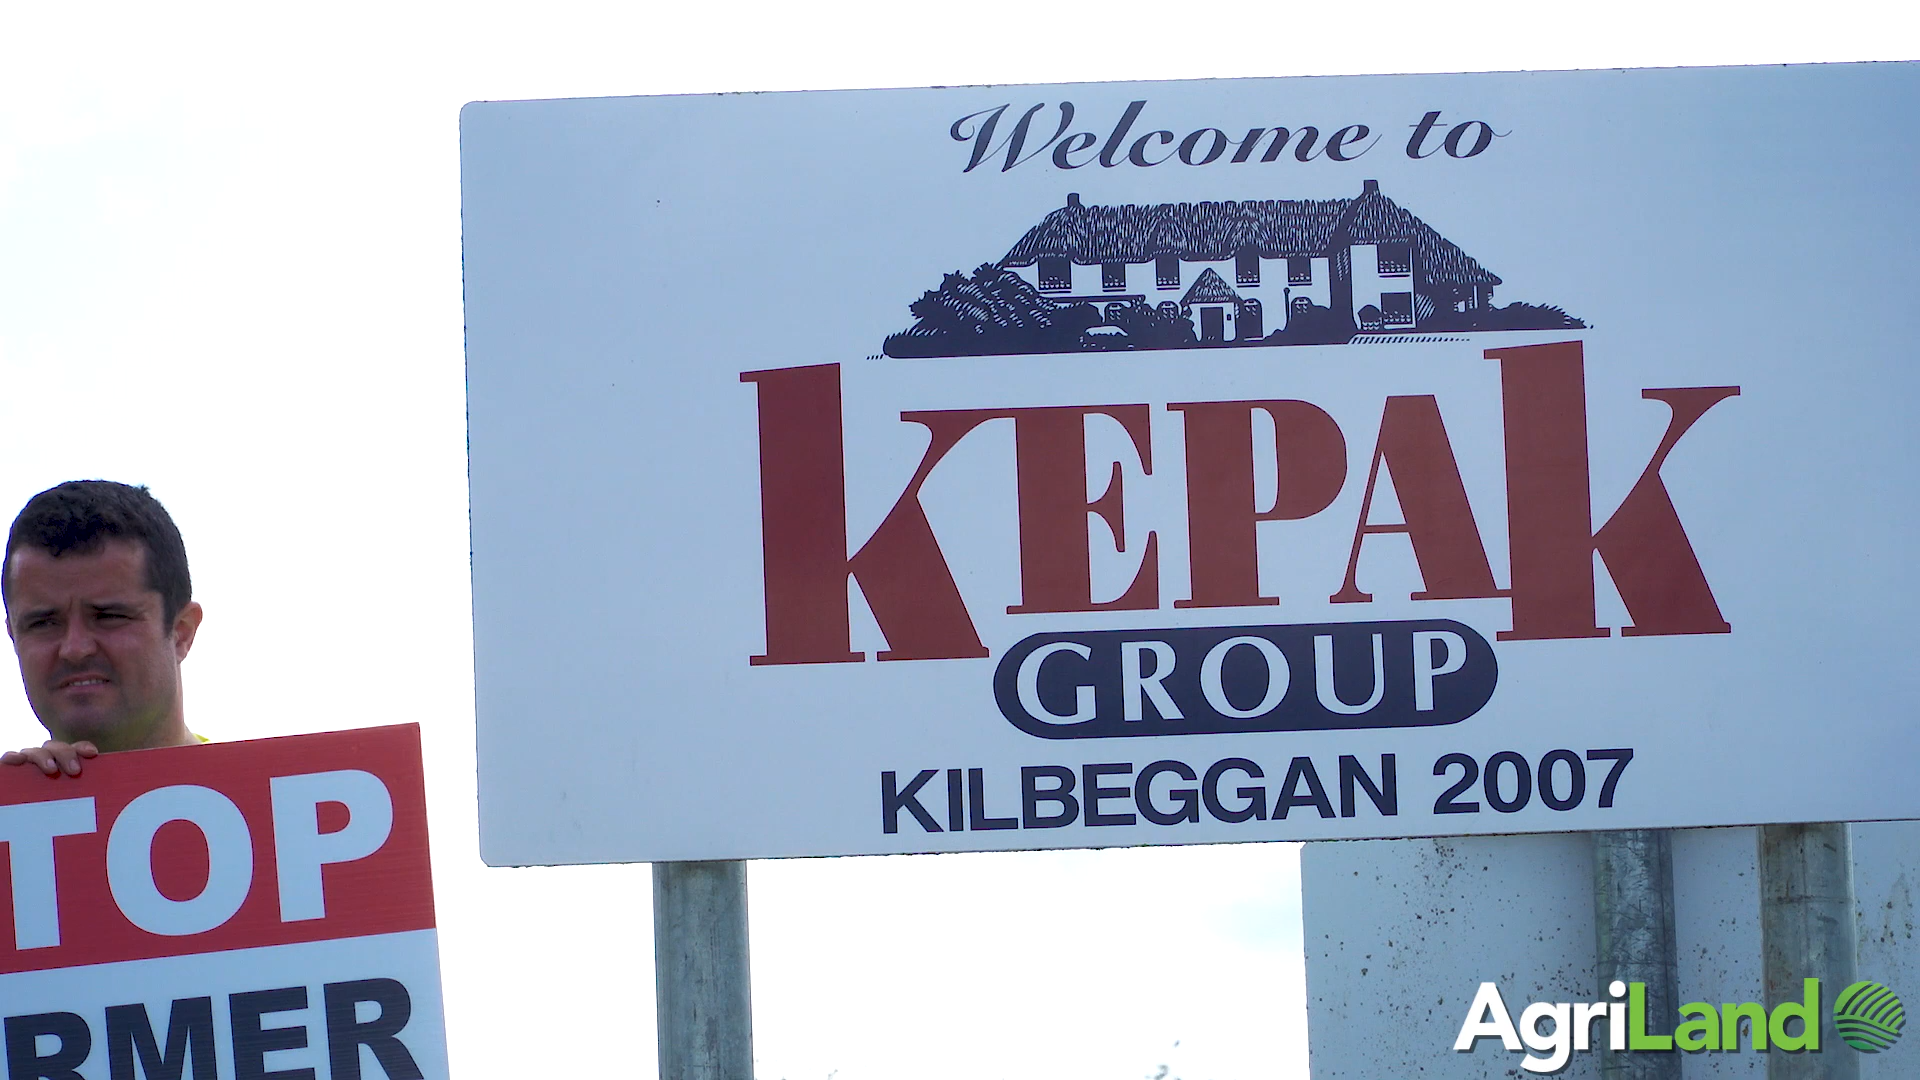 Welcome to
KEPAK
GROUP
KILBEGGAN 2007
TOP
RMER
AgriLand